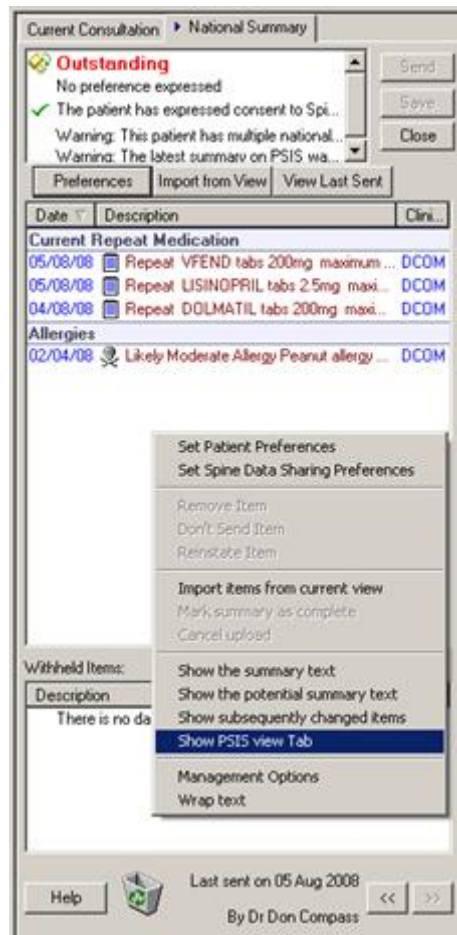 Current Consultation
National Summary
Outstanding
No preference expressed
The patient has expressed consent to Spi...
Warning: This patient has multiple national...
Warning: The latest summary on PSIS wa...
Send
Save
Close
Preferences
Import from View
View Last Sent
Date Description Clini...
Current Repeat Medication
05/08/08 Repeat VFEND tabs 200mg maximum ... DCOM
05/08/08 Repeat LISINOPRIL tabs 2.5mg maxi... DCOM
04/08/08 Repeat DOLMATIL tabs 200mg maxi... DCOM
Allergies
02/04/08 Likely Moderate Allergy Peanut allergy ... DCOM
Set Patient Preferences
Set Spine Data Sharing Preferences
Remove Item
Don't Send Item
Reinstate Item
Import items from current view
Mark summary as complete
Cancel upload
Show the summary text
Show the potential summary text
Show subsequently changed items
Show PSIS view Tab
Management Options
Wrap text
Withheld Items:
Description
There is no da
Help
Last sent on 05 Aug 2008
By Dr Don Compass
<< >>